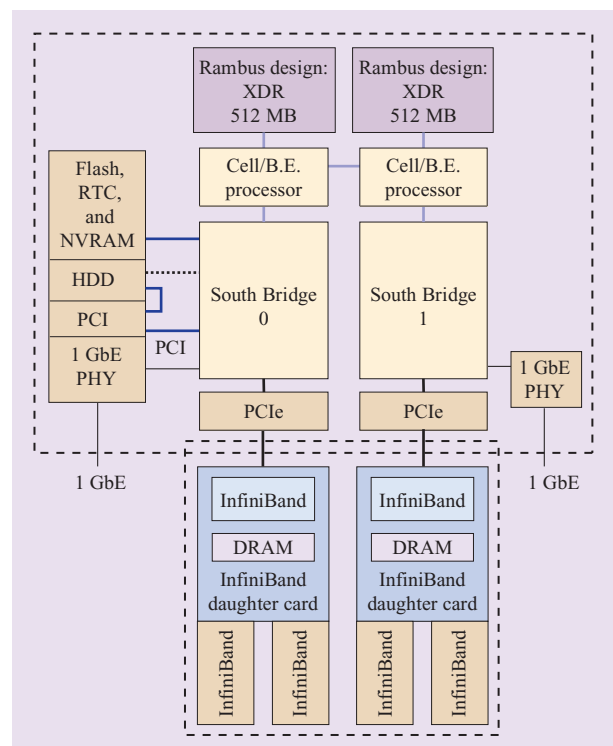 Rambus design:
XDR
512 MB
Rambus design:
XDR
512 MB
Cell/B.E.
processor
Cell/B.E.
processor
Flash,
RTC,
and
NVRAM
HDD
PCI
1 GbE
PHY
PCI
South Bridge
0
South Bridge
1
1 GbE
PHY
PCIe
PCIe
1 GbE
1 GbE
InfiniBand
DRAM
InfiniBand
daughter card
InfiniBand
InfiniBand
InfiniBand
DRAM
InfiniBand
daughter card
InfiniBand
InfiniBand